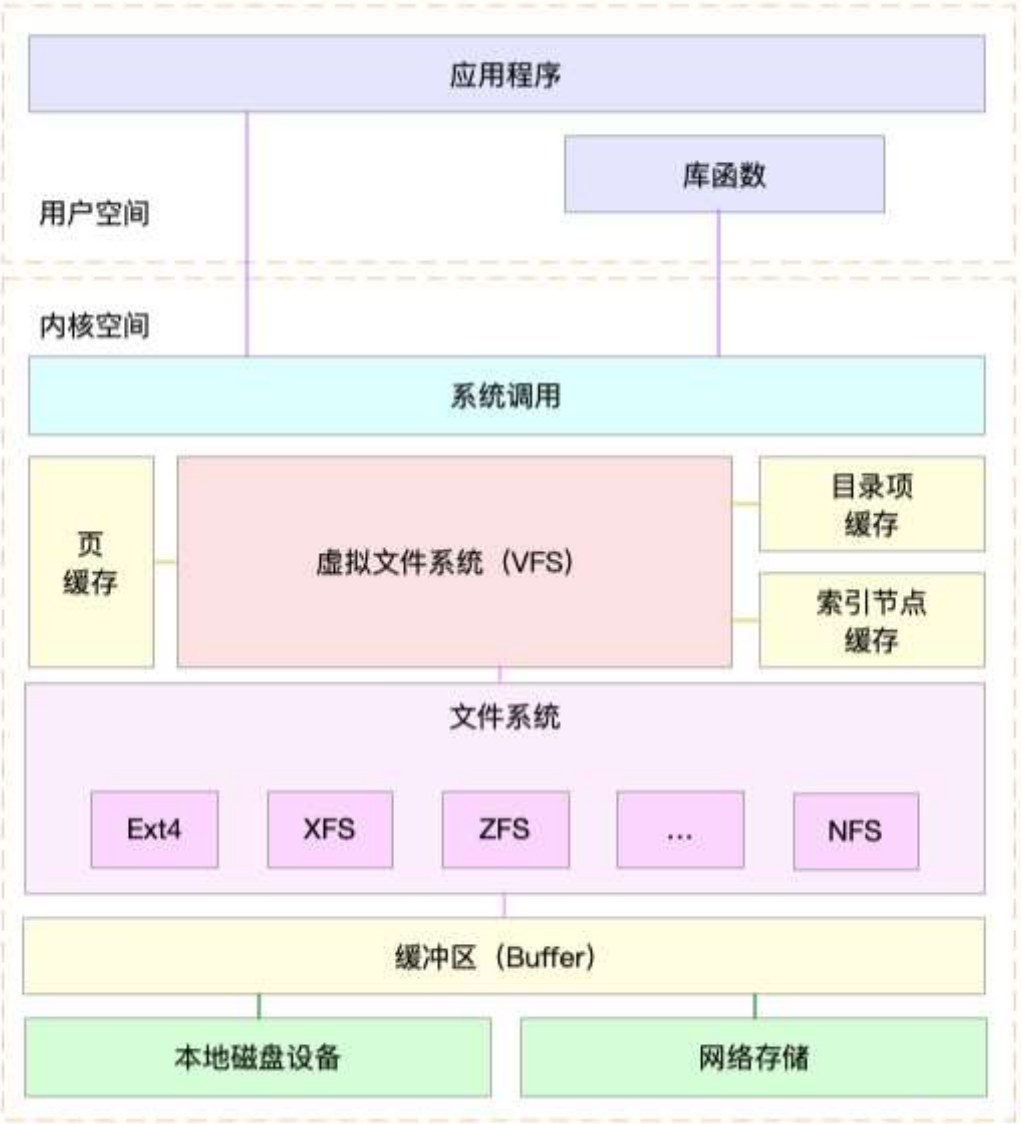 应用程序
库函数
用户空间
内核空间
系统调用
页
缓存
虚拟文件系统（VFS）
目录项
缓存
索引节点
缓存
文件系统
Ext4
XFS
ZFS
...
NFS
缓冲区（Buffer）
本地磁盘设备
网络存储